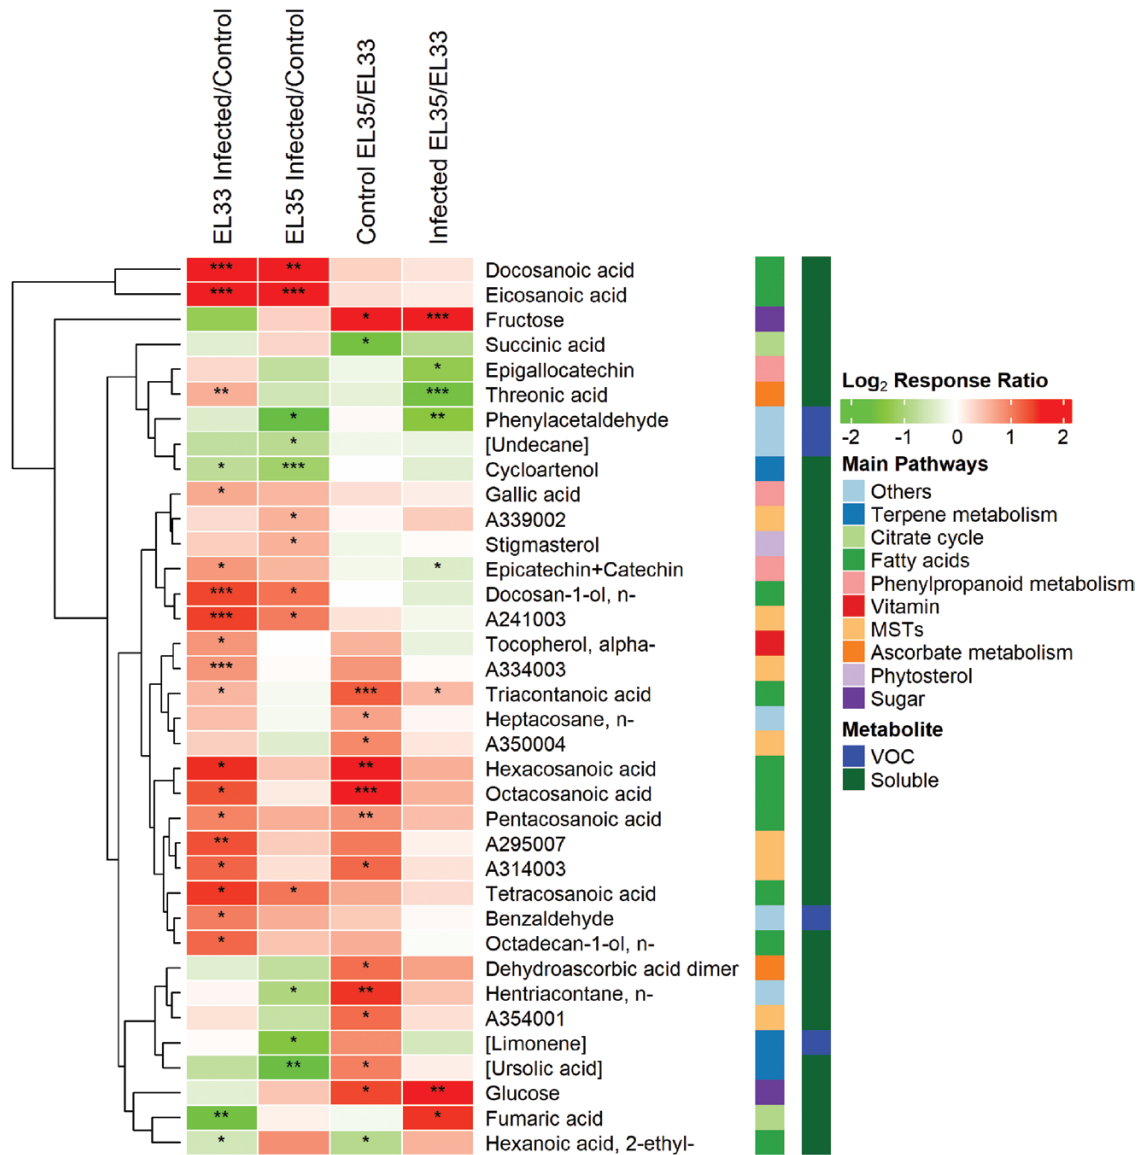 EL33 Infected/Control
EL35 Infected/Control
Control EL35/EL33
Infected EL35/EL33
*** ** Docosanoic acid
*** *** Eicosanoic acid
* *** Fructose
* Succinic acid
* Epigallocatechin
** *** Threonic acid
* ** Phenylacetaldehyde
* [Undecane]
* *** Cycloartenol
* Gallic acid
* A339002
* Stigmasterol
* * Epicatechin+Catechin
*** * Docosan-1-ol, n-
*** * A241003
* Tocopherol, alpha-
*** A334003
* *** * Triacontanoic acid
* Heptacosane, n-
* A350004
* ** Hexacosanoic acid
* *** Octacosanoic acid
* ** Pentacosanoic acid
** A295007
* * A314003
* * Tetracosanoic acid
* Benzaldehyde
* Octadecan-1-ol, n-
* Dehydroascorbic acid dimer
* ** Hentriacontane, n-
* A354001
* [Limonene]
** * [Ursolic acid]
* ** Glucose
** * Fumaric acid
* * Hexanoic acid, 2-ethyl-
Log2 Response Ratio
-2 -1 0 1 2
Main Pathways
Others
Terpene metabolism
Citrate cycle
Fatty acids
Phenylpropanoid metabolism
Vitamin
MSTs
Ascorbate metabolism
Phytosterol
Sugar
Metabolite
VOC
Soluble